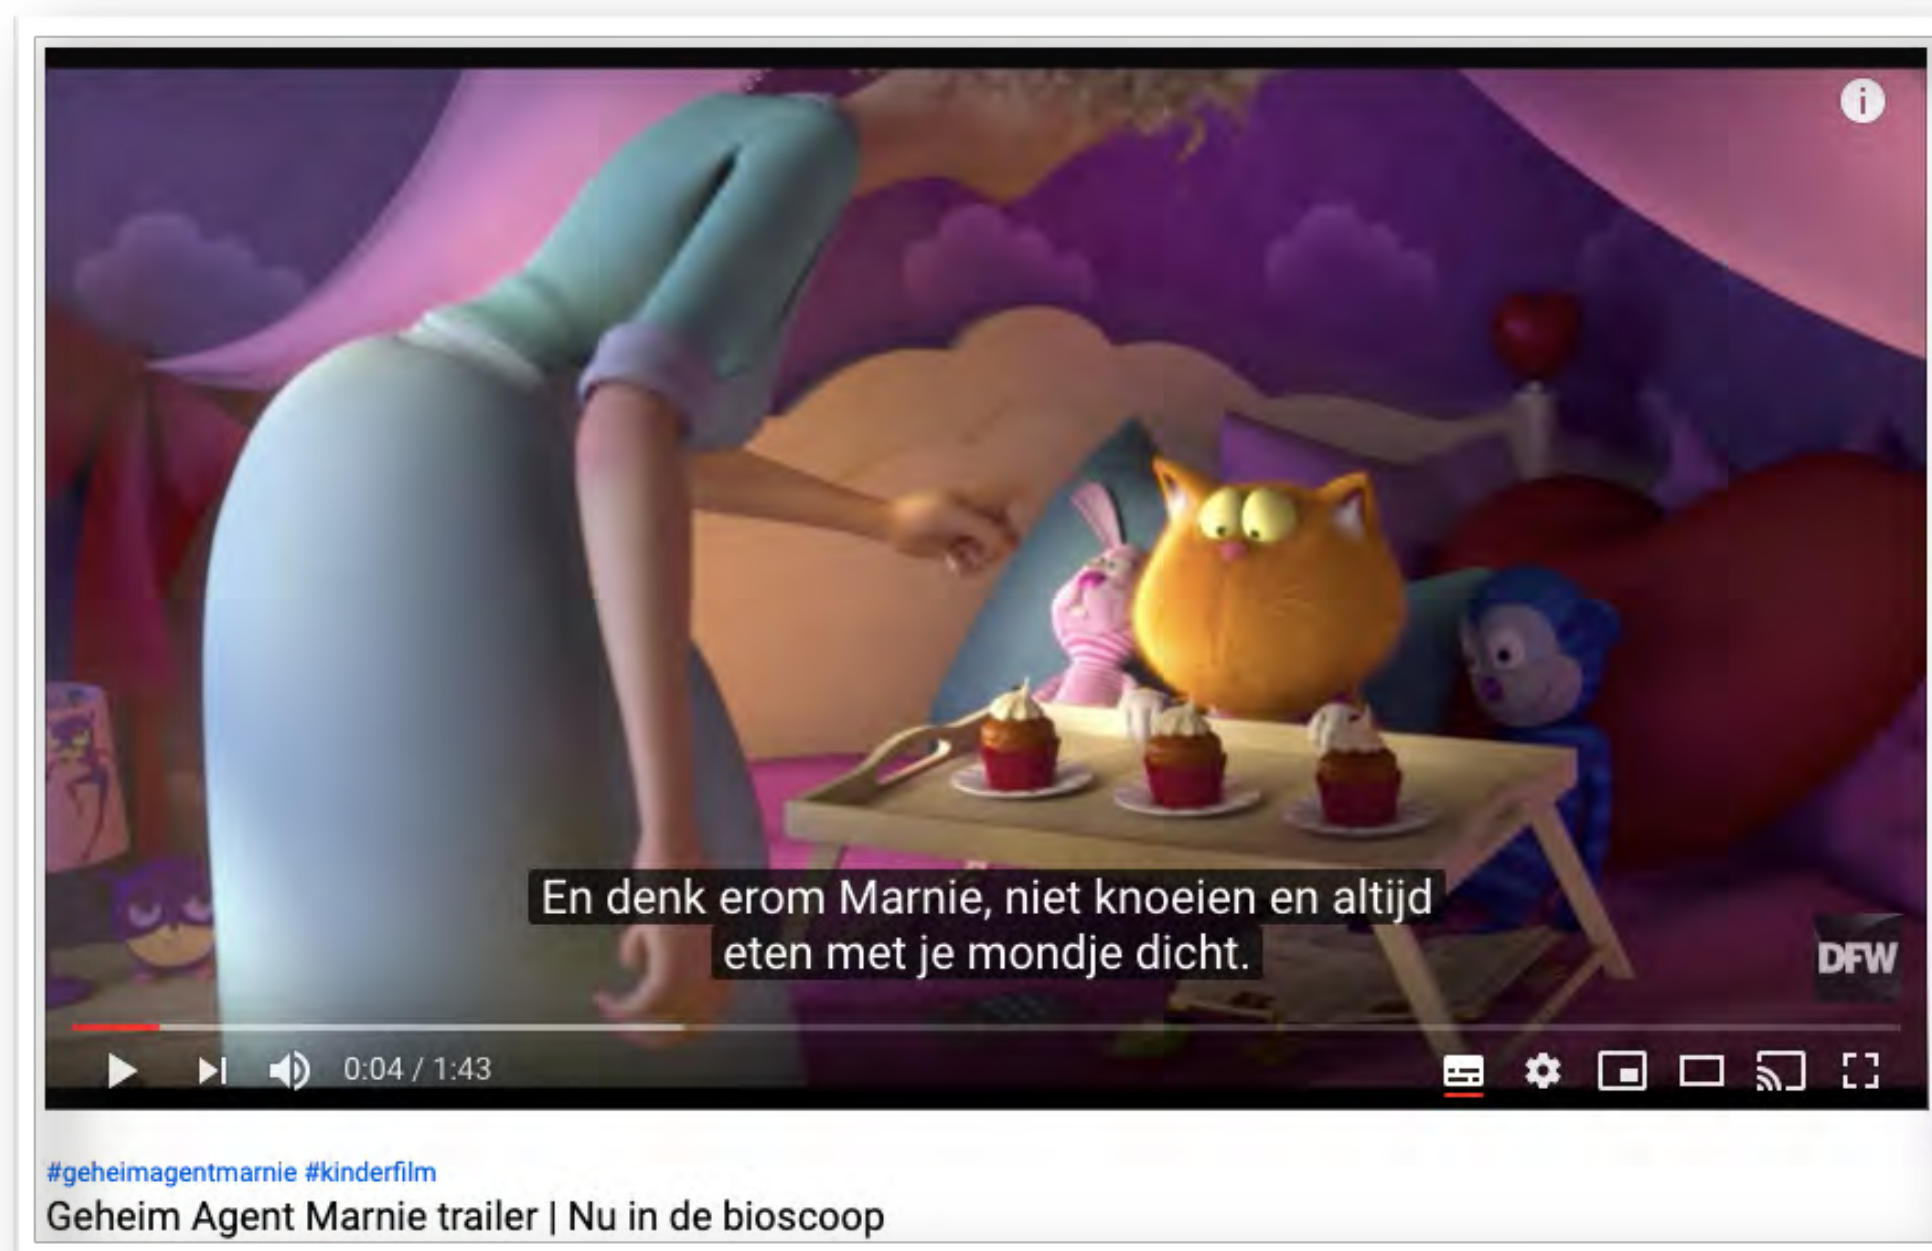 i
En denk erom Marnie, niet knoeien en altijd
eten met je mondje dicht.
DFW
0:04 / 1:43
#geheimagentmarnie #kinderfilm
Geheim Agent Marnie trailer | Nu in de bioscoop